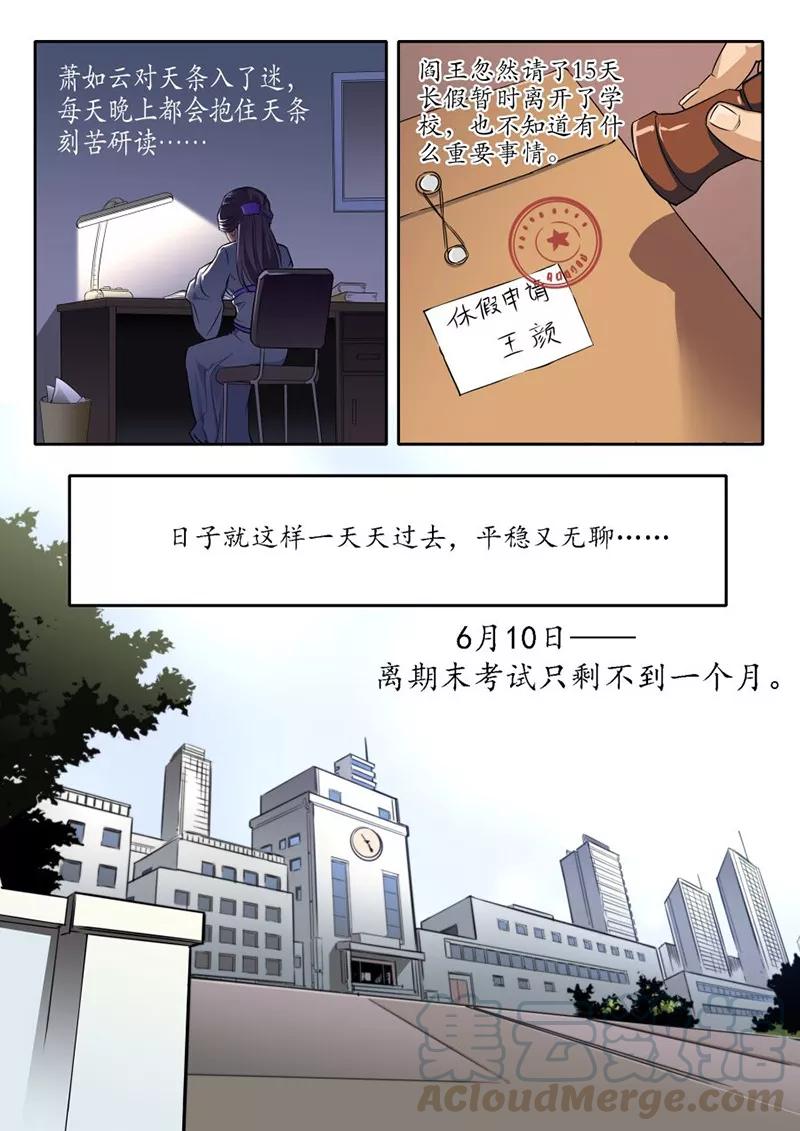 萧如云对天条入了迷，
每天晚上都会抱住天条
刻苦研读……
阎王忽然请了15天
长假暂时离开了学
校，也不知道有什
么重要事情。
休假申请
王颜
日子就这样一天天过去，平稳又无聊……
6月10日——
离期末考试只剩不到一个月。
集云数据
AcloudMerge.com